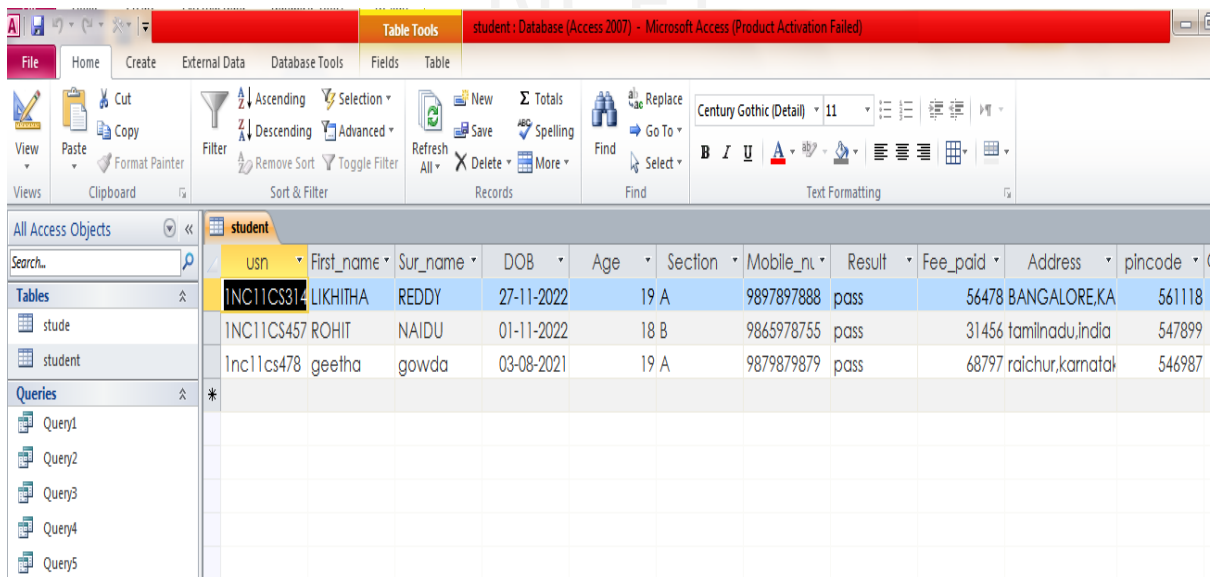 A Table Tools student : Database (Access 2007) - Microsoft Access (Product Activation Failed)
File Home Create External Data Database Tools Fields Table
View
Views
Paste
Cut
Copy
Format Painter
Clipboard
Filter
Ascending
Descending
Remove Sort
Selection
Advanced
Toggle Filter
Sort & Filter
Refresh
All
New
Save
Delete
Totals
Spelling
More
Records
Find
Replace
Go To
Select
Find
Century Gothic (Detail) 11
B I U A ab
Text Formatting
All Access Objects «
Search..
Tables
stude
student
Queries
Query1
Query2
Query3
Query4
Query5
student
usn First_name Sur_name DOB Age Section Mobile_nu Result Fee_paid Address pincode
1NC11CS314 LIKHITHA REDDY 27-11-2022 19 A 9897897888 pass 56478 BANGALORE,KA 561118
1NC11CS457 ROHIT NAIDU 01-11-2022 18 B 9865978755 pass 31456 tamilnadu,india 547899
1nc11cs478 geetha gowda 03-08-2021 19 A 9879879879 pass 68797 raichur,karnatak 546987